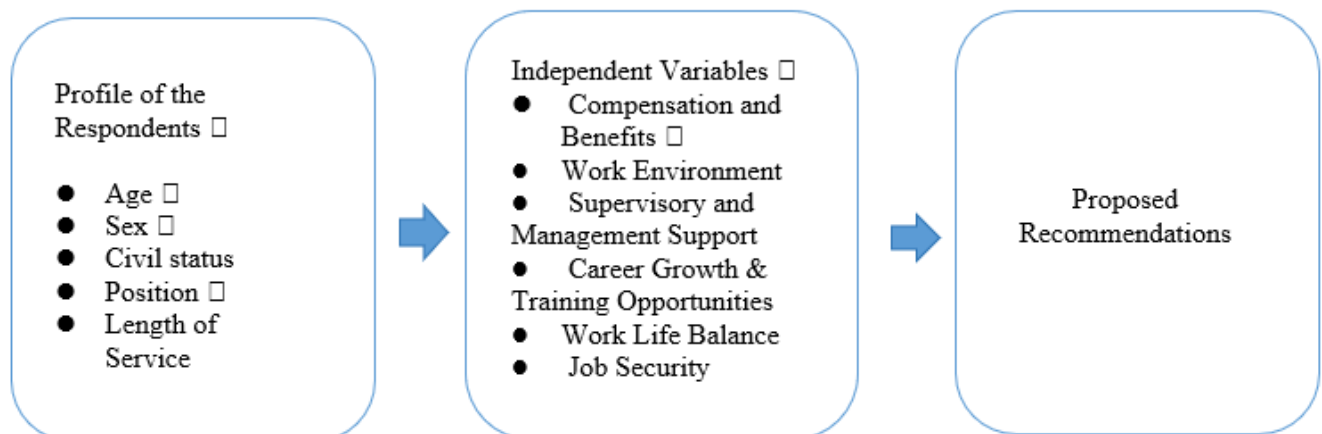 Profile of the
Respondents □
● Age □
● Sex □
● Civil status
● Position □
● Length of
Service
Independent Variables □
● Compensation and
Benefits □
● Work Environment
● Supervisory and
Management Support
● Career Growth &
Training Opportunities
● Work Life Balance
● Job Security
Proposed
Recommendations